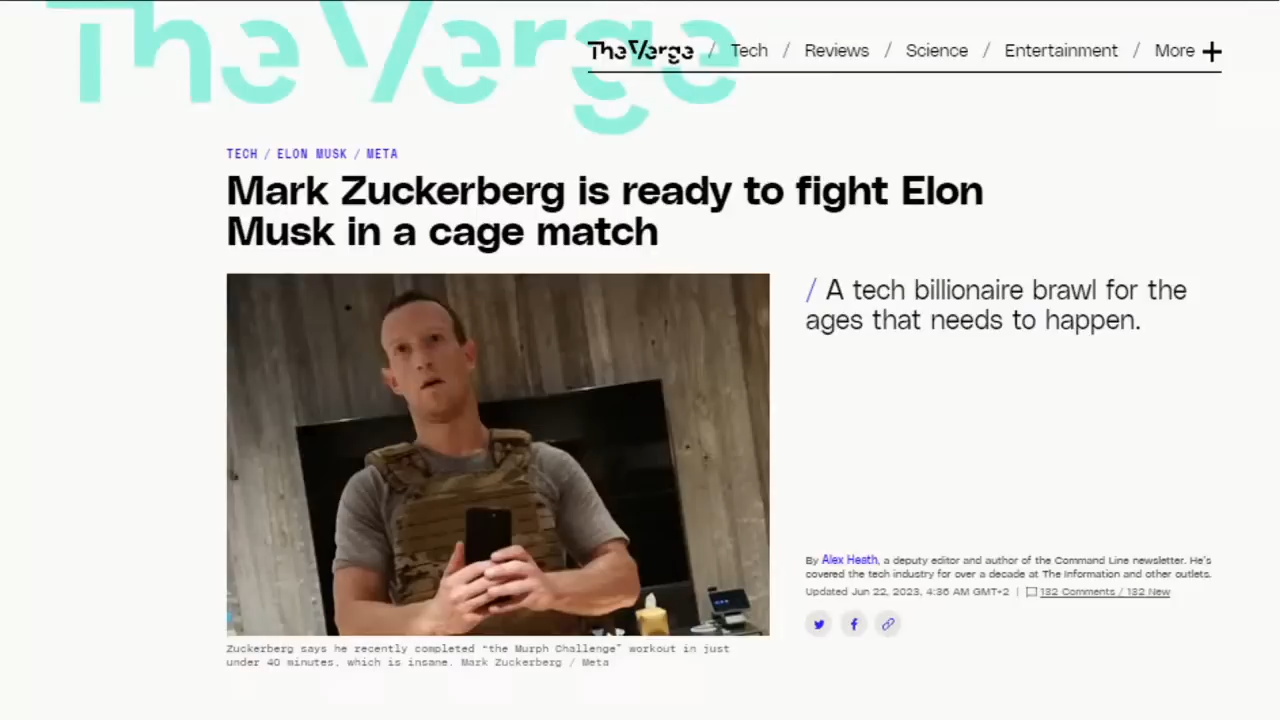 The Verge
The Verge / Tech / Reviews / Science / Entertainment / More +
TECH / ELON MUSK / META
Mark Zuckerberg is ready to fight Elon
Musk in a cage match
/ A tech billionaire brawl for the
ages that needs to happen.
By Alex Heath, a deputy editor and author of the Command Line newsletter. He's
covered the tech industry for over a decade at The Information and other outlets.
Updated Jun 22, 2023, 4:36 AM GMT+2 | 132 Comments / 132 New
Zuckerberg says he recently completed “the Murph Challenge” workout in just
under 40 minutes, which is insane. Mark Zuckerberg / Meta